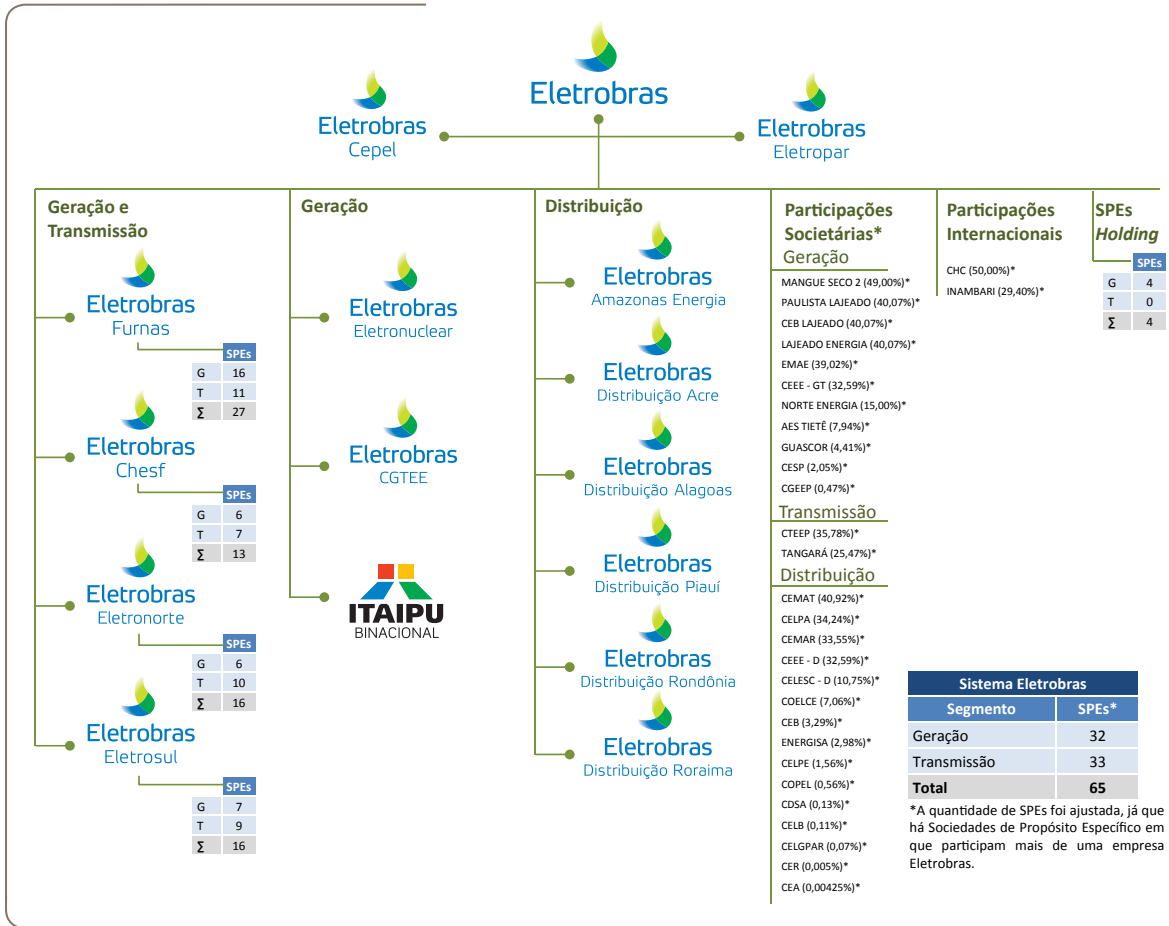 Eletrobras
Eletrobras
Cepel
Eletrobras
Eletropar
Geração e
Transmissão
Eletrobras
Furnas
SPEs
G 16
T 11
Σ 27
Eletrobras
Chesf
SPEs
G 6
T 7
Σ 13
Eletrobras
Eletronorte
SPEs
G 6
T 10
Σ 16
Eletrobras
Eletrosul
SPEs
G 7
T 9
Σ 16
Geração
Eletrobras
Eletronuclear
Eletrobras
CGTEE
ITAIPU
BINACIONAL
Distribuição
Eletrobras
Amazonas Energia
Eletrobras
Distribuição Acre
Eletrobras
Distribuição Alagoas
Eletrobras
Distribuição Piauí
Eletrobras
Distribuição Rondônia
Eletrobras
Distribuição Roraima
Participações
Societárias*
Geração
MANGUE SECO 2 (49,00%)*
PAULISTA LAJEADO (40,07%)*
CEB LAJEADO (40,07%)*
LAJEADO ENERGIA (40,07%)*
EMAE (39,02%)*
CEEE - GT (32,59%)*
NORTE ENERGIA (15,00%)*
AES TIETÊ (7,94%)*
GUASCOR (4,41%)*
CESP (2,05%)*
CGEEP (0,47%)*
Transmissão
CTEEP (35,78%)*
TANGARÁ (25,47%)*
Distribuição
CEMAT (40,92%)*
CELPA (34,24%)*
CEMAR (33,55%)*
CEEE - D (32,59%)*
CELESC - D (10,75%)*
COELCE (7,06%)*
CEB (3,29%)*
ENERGISA (2,98%)*
CELPE (1,56%)*
COPEL (0,56%)*
CDSA (0,13%)*
CELB (0,11%)*
CELGPAR (0,07%)*
CER (0,005%)*
CEA (0,00425%)*
Participações
Internacionais
CHC (50,00%)*
INAMBARI (29,40%)*
SPEs
Holding
SPEs
G 4
T 0
Σ 4
Sistema Eletrobras
Segmento SPEs*
Geração 32
Transmissão 33
Total 65
*A quantidade de SPEs foi ajustada, já que
há Sociedades de Propósito Específico em
que participam mais de uma empresa
Eletrobras.